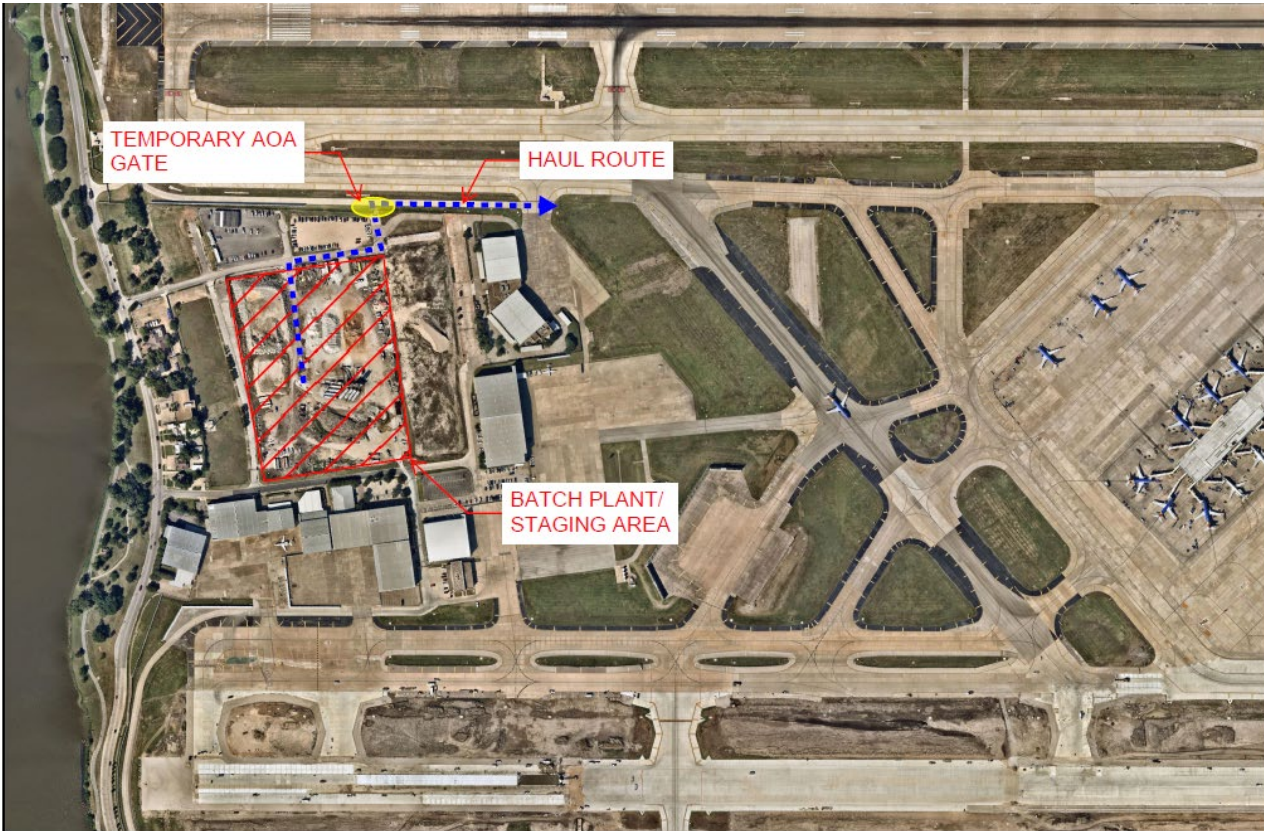 TEMPORARY AOA
GATE
HAUL ROUTE
BATCH PLANT/
STAGING AREA